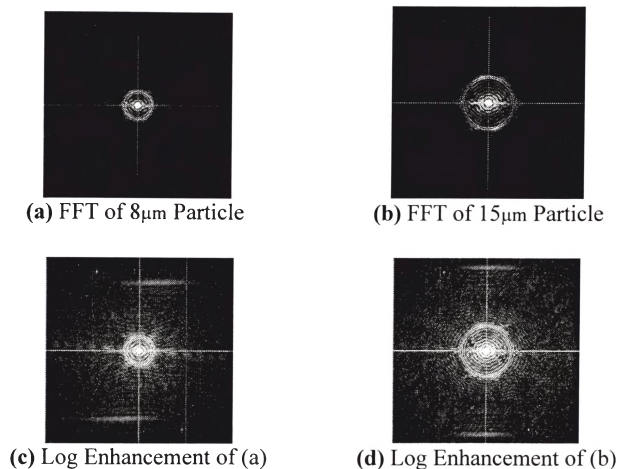 (a) FFT of 8μm Particle
(b) FFT of 15μm Particle
(c) Log Enhancement of (a)
(d) Log Enhancement of (b)